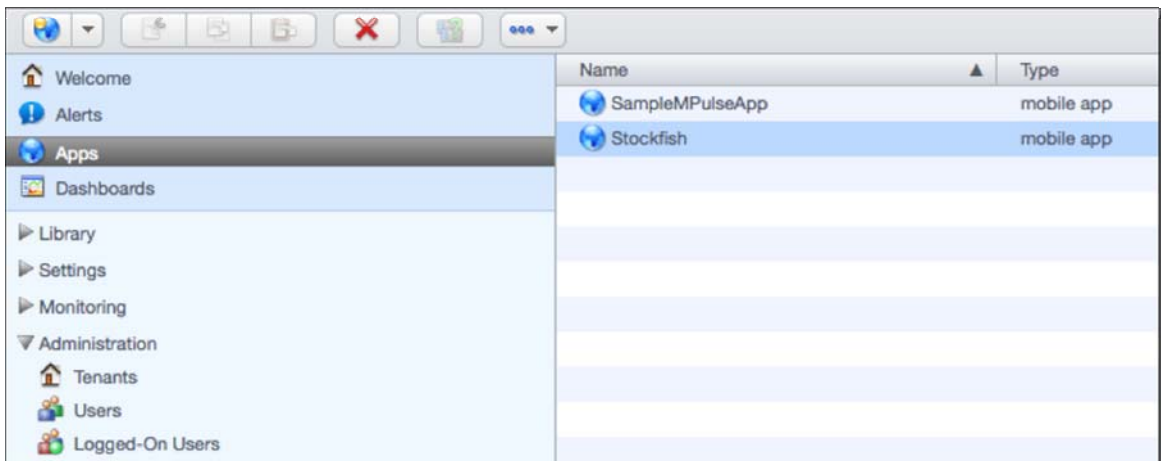 Welcome
Alerts
Apps
Dashboards
Library
Settings
Monitoring
Administration
Tenants
Users
Logged-On Users
Name Type
SampleMPulseApp mobile app
Stockfish mobile app